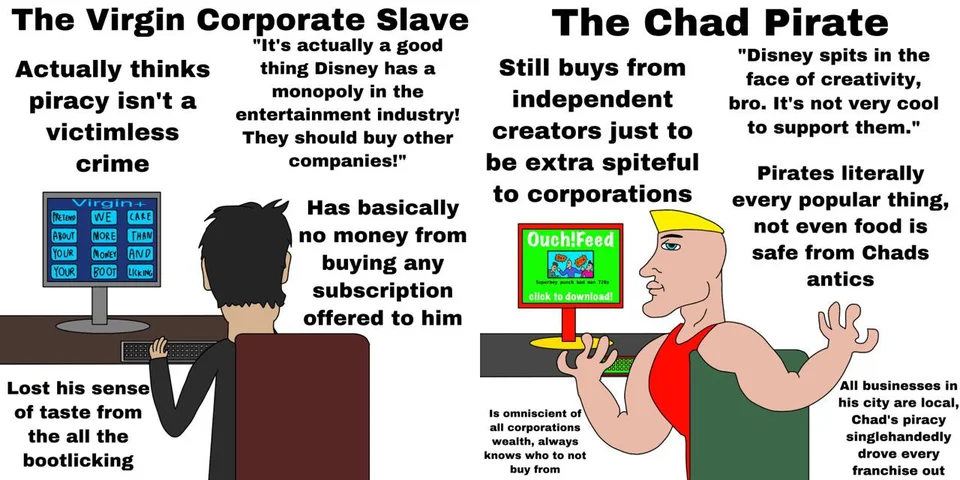 The Virgin Corporate Slave
Actually thinks
piracy isn't a
victimless
crime
"It's actually a good
thing Disney has a
monopoly in the
entertainment industry!
They should buy other
companies!"
Virgin+
PRETEND WE CARE
ABOUT MORE THAN
YOUR MONEY AND
YOUR BOOT LICKING
Has basically
no money from
buying any
subscription
offered to him
Lost his sense
of taste from
the all the
bootlicking
The Chad Pirate
Still buys from
independent
creators just to
be extra spiteful
to corporations
"Disney spits in the
face of creativity,
bro. It's not very cool
to support them."
Pirates literally
every popular thing,
not even food is
safe from Chads
antics
Ouch!Feed
Superboy punch bad man 720p
click to download!
Is omniscient of
all corporations
wealth, always
knows who to not
buy from
All businesses in
his city are local,
Chad's piracy
singlehandedly
drove every
franchise out